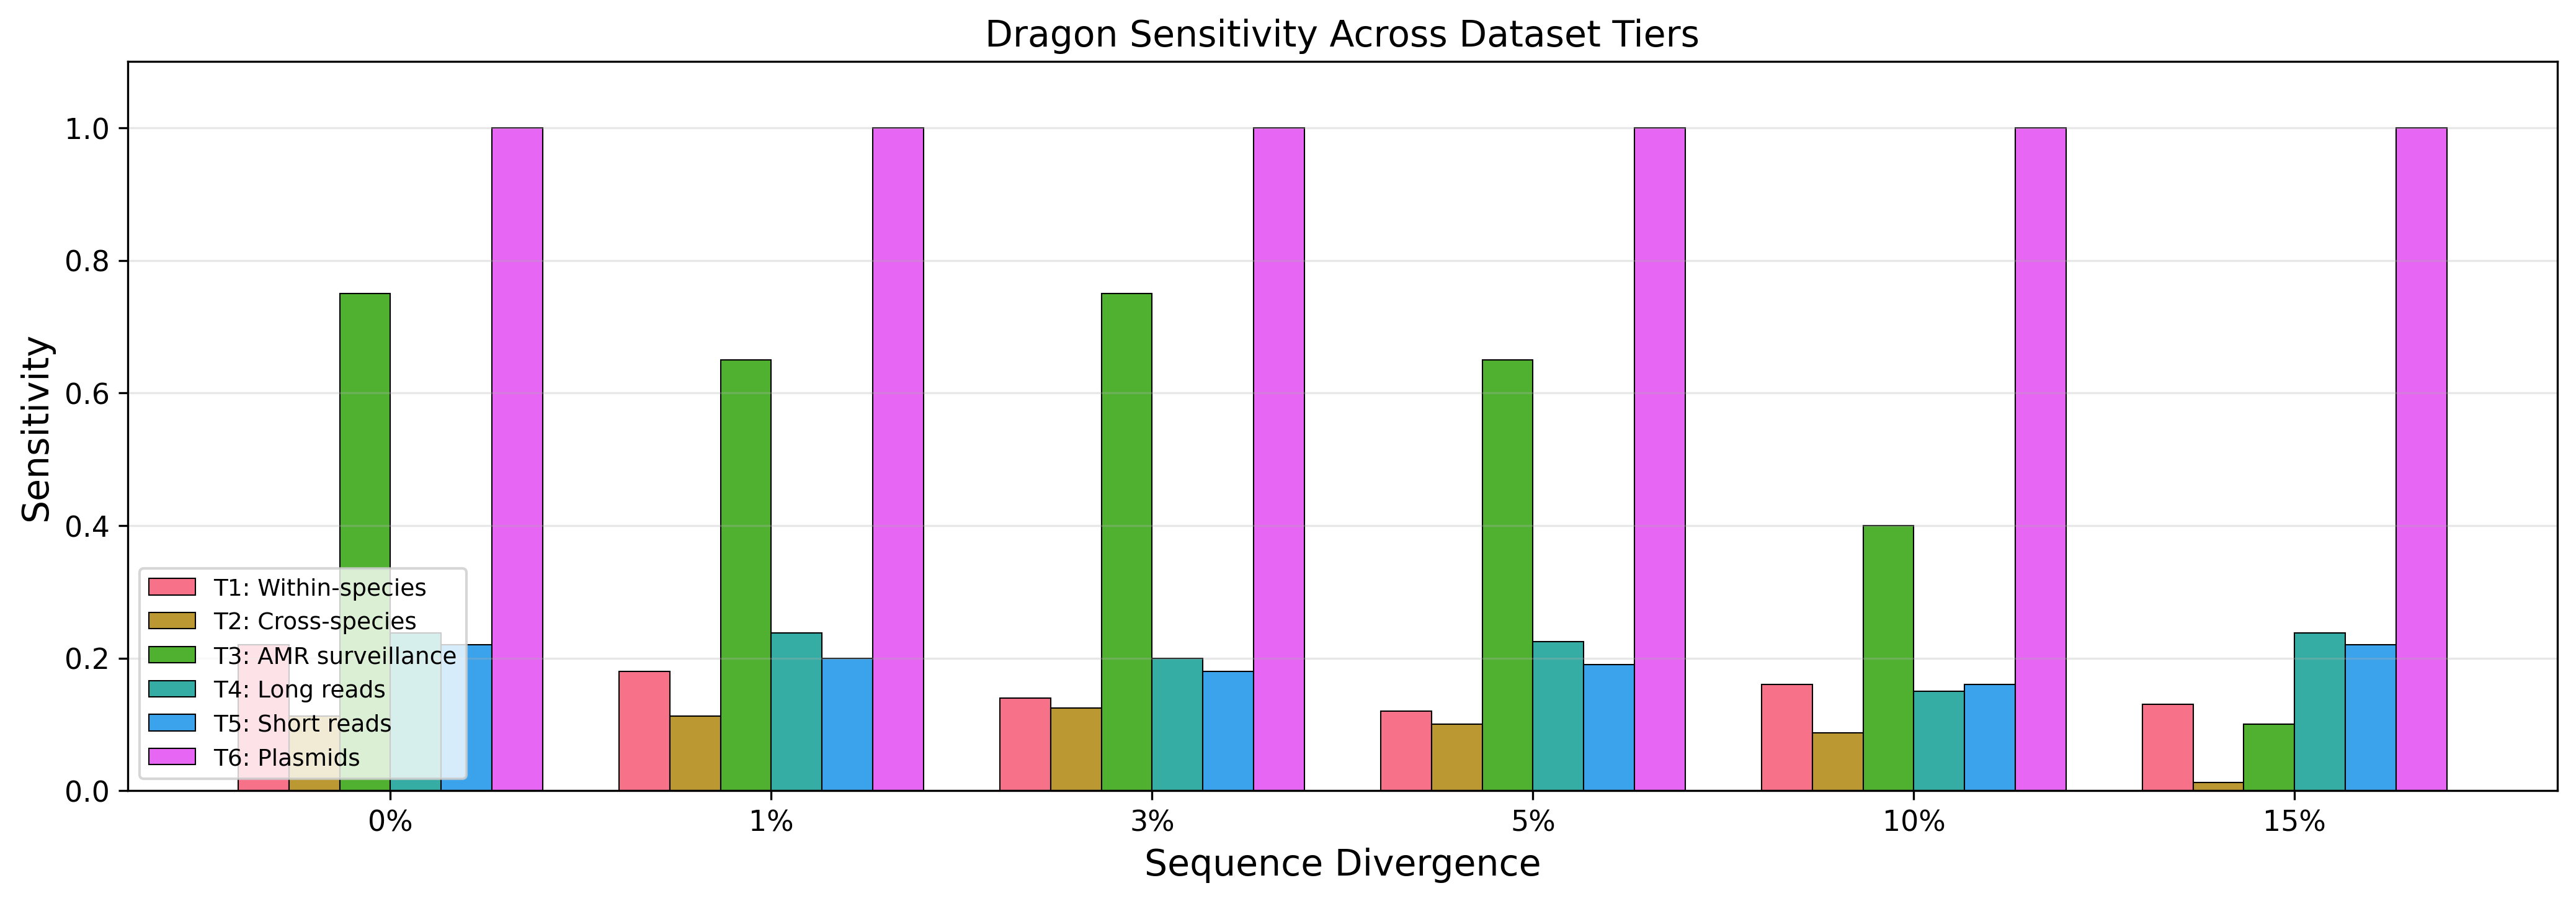 Dragon Sensitivity Across Dataset Tiers
Sensitivity
1.0
0.8
0.6
0.4
0.2
0.0
T1: Within-species
T2: Cross-species
T3: AMR surveillance
T4: Long reads
T5: Short reads
T6: Plasmids
0% 1% 3% 5% 10% 15%
Sequence Divergence